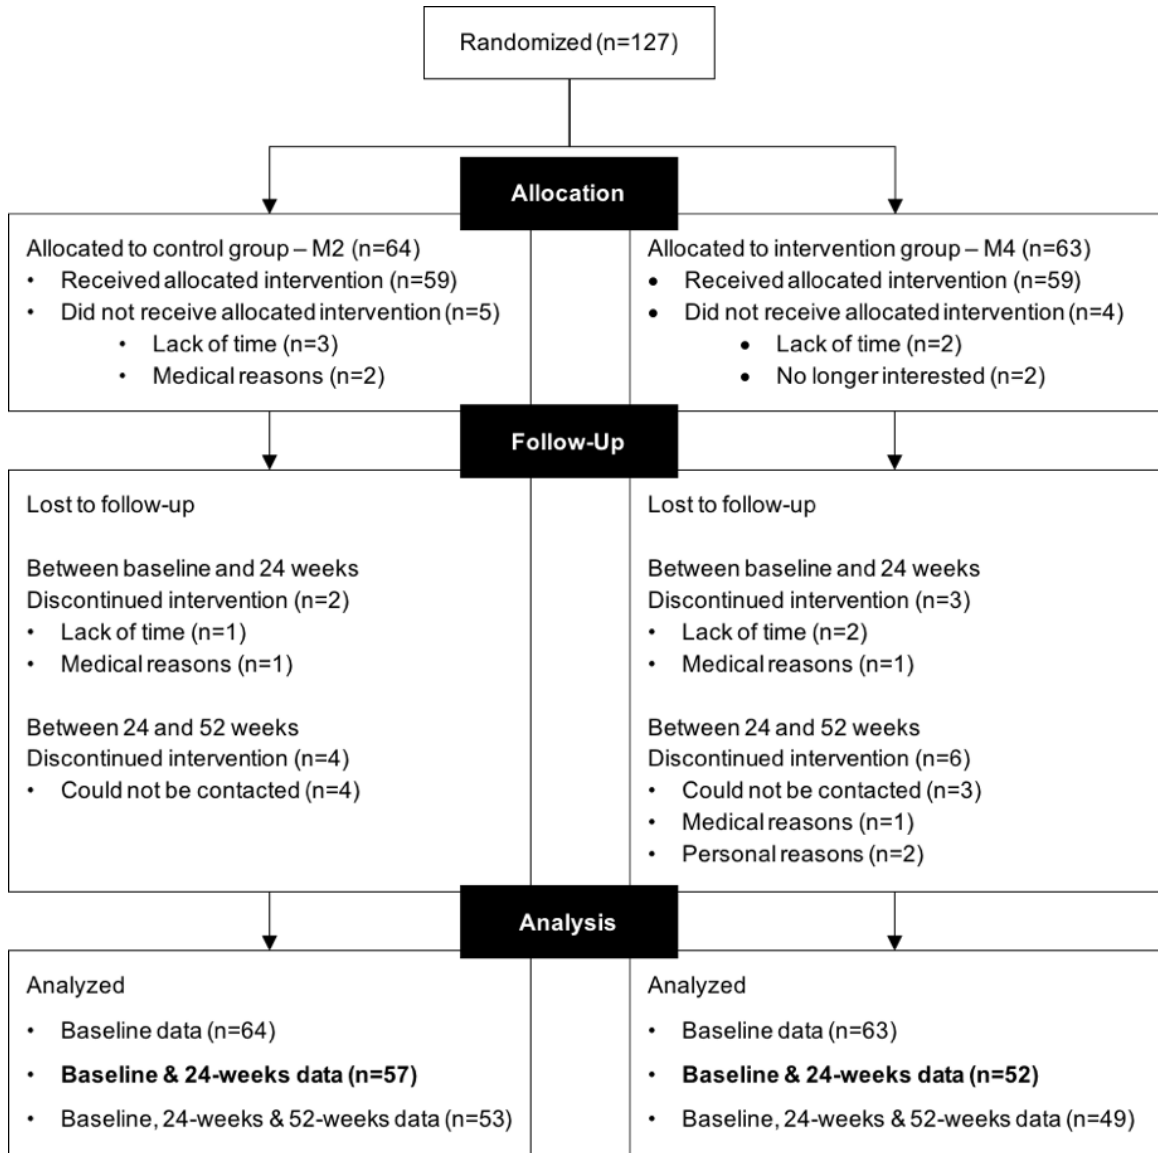 Randomized (n=127)
Allocation
Allocated to control group – M2 (n=64)
• Received allocated intervention (n=59)
• Did not receive allocated intervention (n=5)
• Lack of time (n=3)
• Medical reasons (n=2)
Allocated to intervention group – M4 (n=63)
• Received allocated intervention (n=59)
• Did not receive allocated intervention (n=4)
• Lack of time (n=2)
• No longer interested (n=2)
Follow-Up
Lost to follow-up
Between baseline and 24 weeks
Discontinued intervention (n=2)
• Lack of time (n=1)
• Medical reasons (n=1)
Between 24 and 52 weeks
Discontinued intervention (n=4)
• Could not be contacted (n=4)
Lost to follow-up
Between baseline and 24 weeks
Discontinued intervention (n=3)
• Lack of time (n=2)
• Medical reasons (n=1)
Between 24 and 52 weeks
Discontinued intervention (n=6)
• Could not be contacted (n=3)
• Medical reasons (n=1)
• Personal reasons (n=2)
Analysis
Analyzed
• Baseline data (n=64)
• Baseline & 24-weeks data (n=57)
• Baseline, 24-weeks & 52-weeks data (n=53)
Analyzed
• Baseline data (n=63)
• Baseline & 24-weeks data (n=52)
• Baseline, 24-weeks & 52-weeks data (n=49)